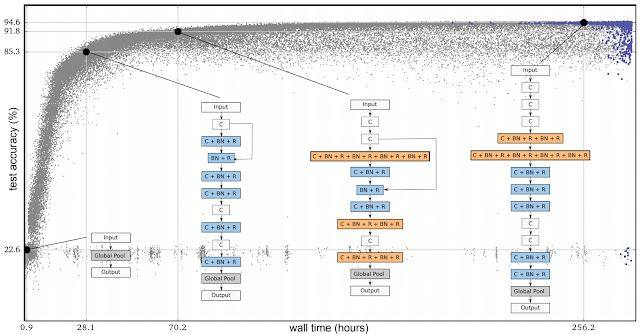 94.6
91.8
85.3
22.6
test accuracy (%)
0.9
28.1
70.2
256.2
wall time (hours)
Input
Global Pool
Output
Input
C
C + BN + R
BN + R
C + BN + R
C + BN + R
C
C + BN + R
C
C + BN + R
Global Pool
Output
Input
C
C
C + BN + R + BN + R + BN + R + BN + R
C + BN + R
BN + R
C + BN + R
C + BN + R + BN + R
C
C + BN + R + BN + R
Global Pool
Output
Input
C
C
C
C + BN + R + BN + R
C + BN + R + BN + R + BN + R + BN + R
C + BN + R
C + BN + R
C + BN + R
C
C
C + BN + R
C + BN + R
Global Pool
Output